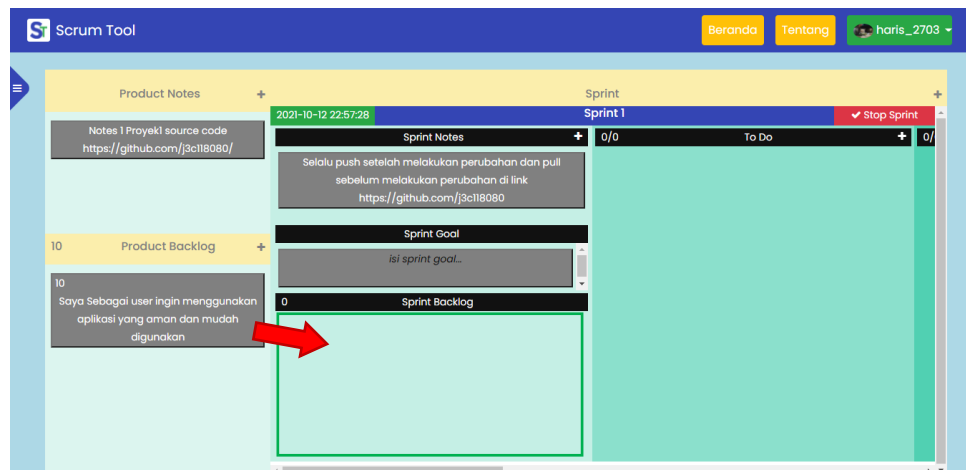 ST Scrum Tool
Beranda
Tentang
haris_2703
Product Notes +
Notes 1 Proyek1 source code
https://github.com/j3c118080/
10 Product Backlog +
10
Saya Sebagai user ingin menggunakan
aplikasi yang aman dan mudah
digunakan
Sprint +
2021-10-12 22:57:28
Sprint 1
✔ Stop Sprint
Sprint Notes +
Selalu push setelah melakukan perubahan dan pull
sebelum melakukan perubahan di link
https://github.com/j3c118080
Sprint Goal
isi sprint goal...
0 Sprint Backlog
0/0 To Do +
0/